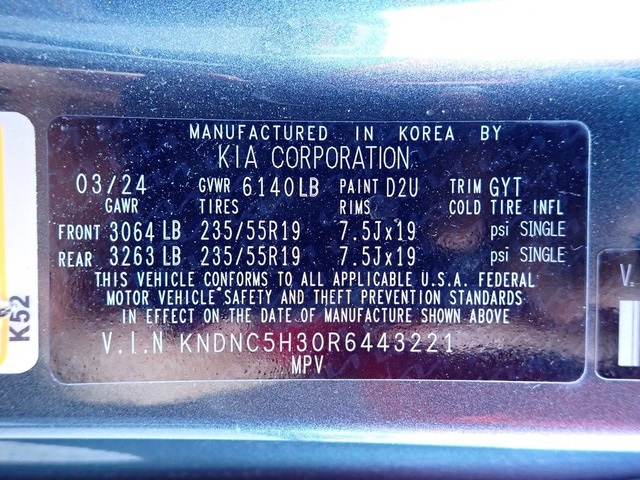 MANUFACTURED IN KOREA BY
KIA CORPORATION
03/24 GVWR 6140LB PAINT D2U TRIM GYT
GAWR TIRES RIMS COLD TIRE INFL
FRONT 3064 LB 235/55R19 7.5Jx19 psi SINGLE
REAR 3263 LB 235/55R19 7.5Jx19 psi SINGLE
THIS VEHICLE CONFORMS TO ALL APPLICABLE U.S.A. FEDERAL
MOTOR VEHICLE SAFETY AND THEFT PREVENTION STANDARDS
IN EFFECT ON THE DATE OF MANUFACTURE SHOWN ABOVE
V.I.N KNDNC5H30R6443221
MPV
K52
V.